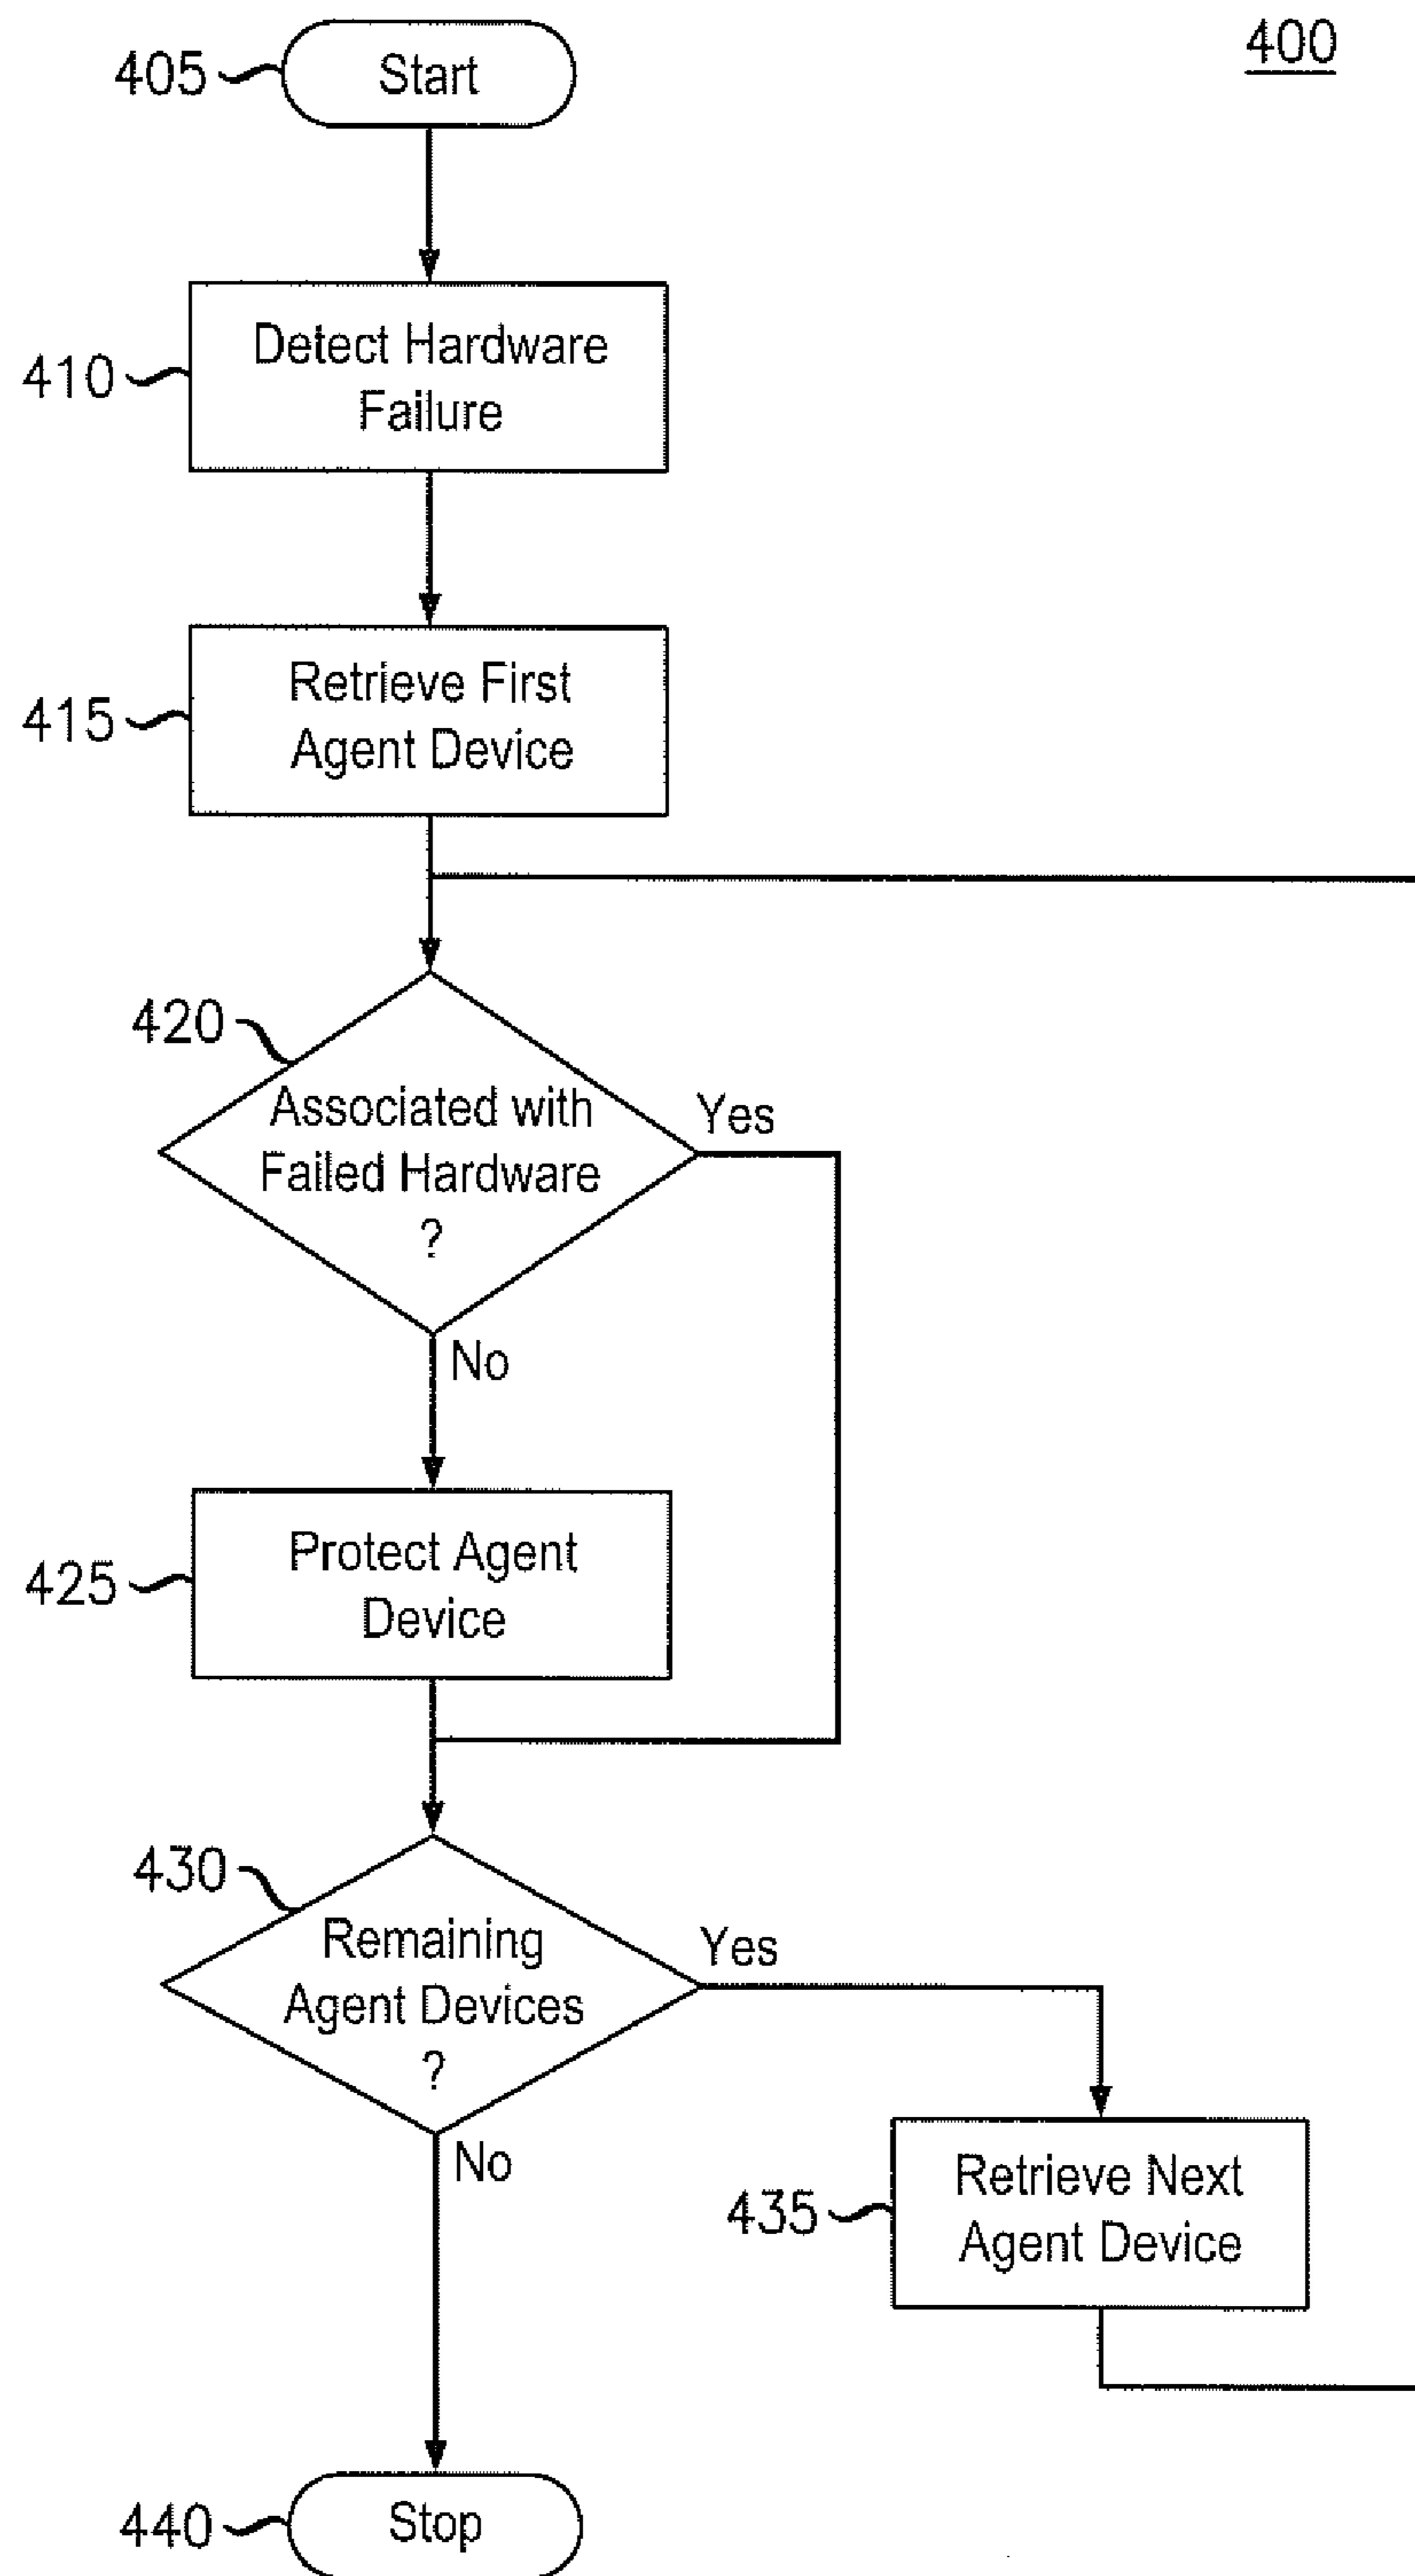 400
405
Start
410
Detect Hardware
Failure
415
Retrieve First
Agent Device
420
Associated with
Failed Hardware
?
Yes
No
425
Protect Agent
Device
430
Remaining
Agent Devices
?
Yes
No
435
Retrieve Next
Agent Device
440
Stop